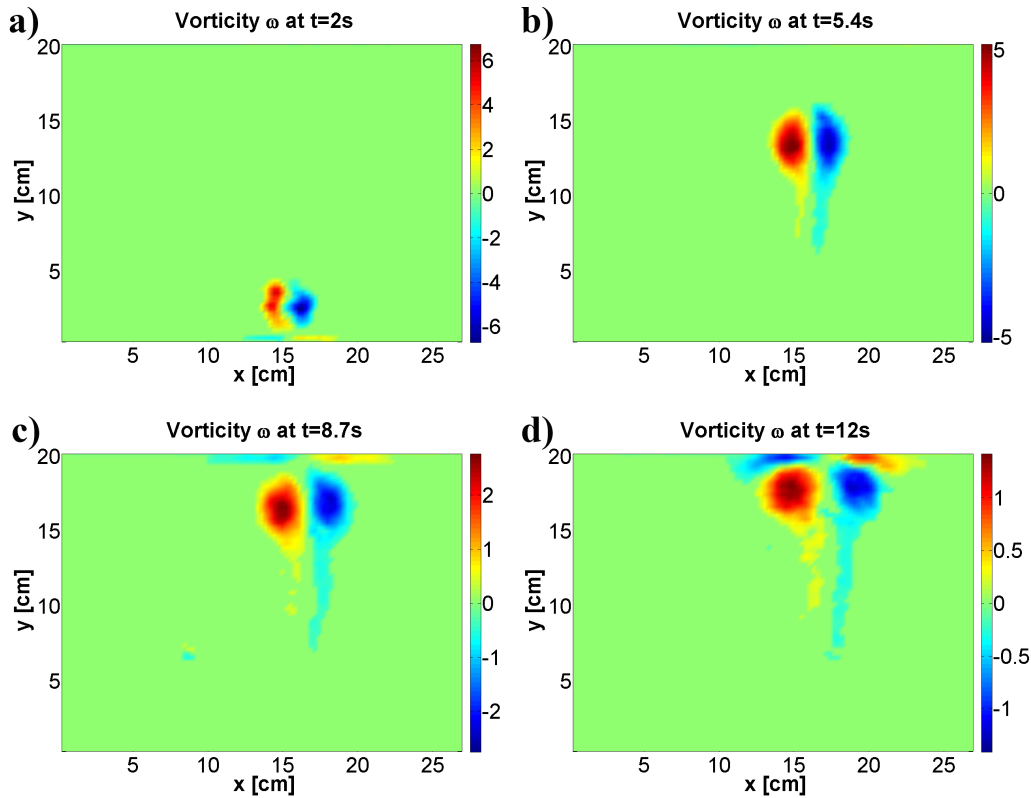 a) Vorticity ω at t=2s
20
15
10
5
y [cm]
5 10 15 20 25
x [cm]
6
4
2
0
-2
-4
-6
b) Vorticity ω at t=5.4s
20
15
10
5
y [cm]
5 10 15 20 25
x [cm]
5
0
-5
c) Vorticity ω at t=8.7s
20
15
10
5
y [cm]
5 10 15 20 25
x [cm]
2
1
0
-1
-2
d) Vorticity ω at t=12s
20
15
10
5
y [cm]
5 10 15 20 25
x [cm]
1
0.5
0
-0.5
-1